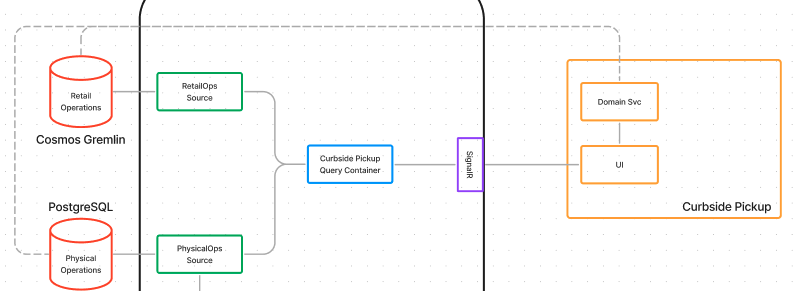 Retail
Operations
Cosmos Gremlin
RetailOps
Source
Curbside Pickup
Query Container
SignalR
Domain Svc
UI
Curbside Pickup
PostgreSQL
Physical
Operations
PhysicalOps
Source